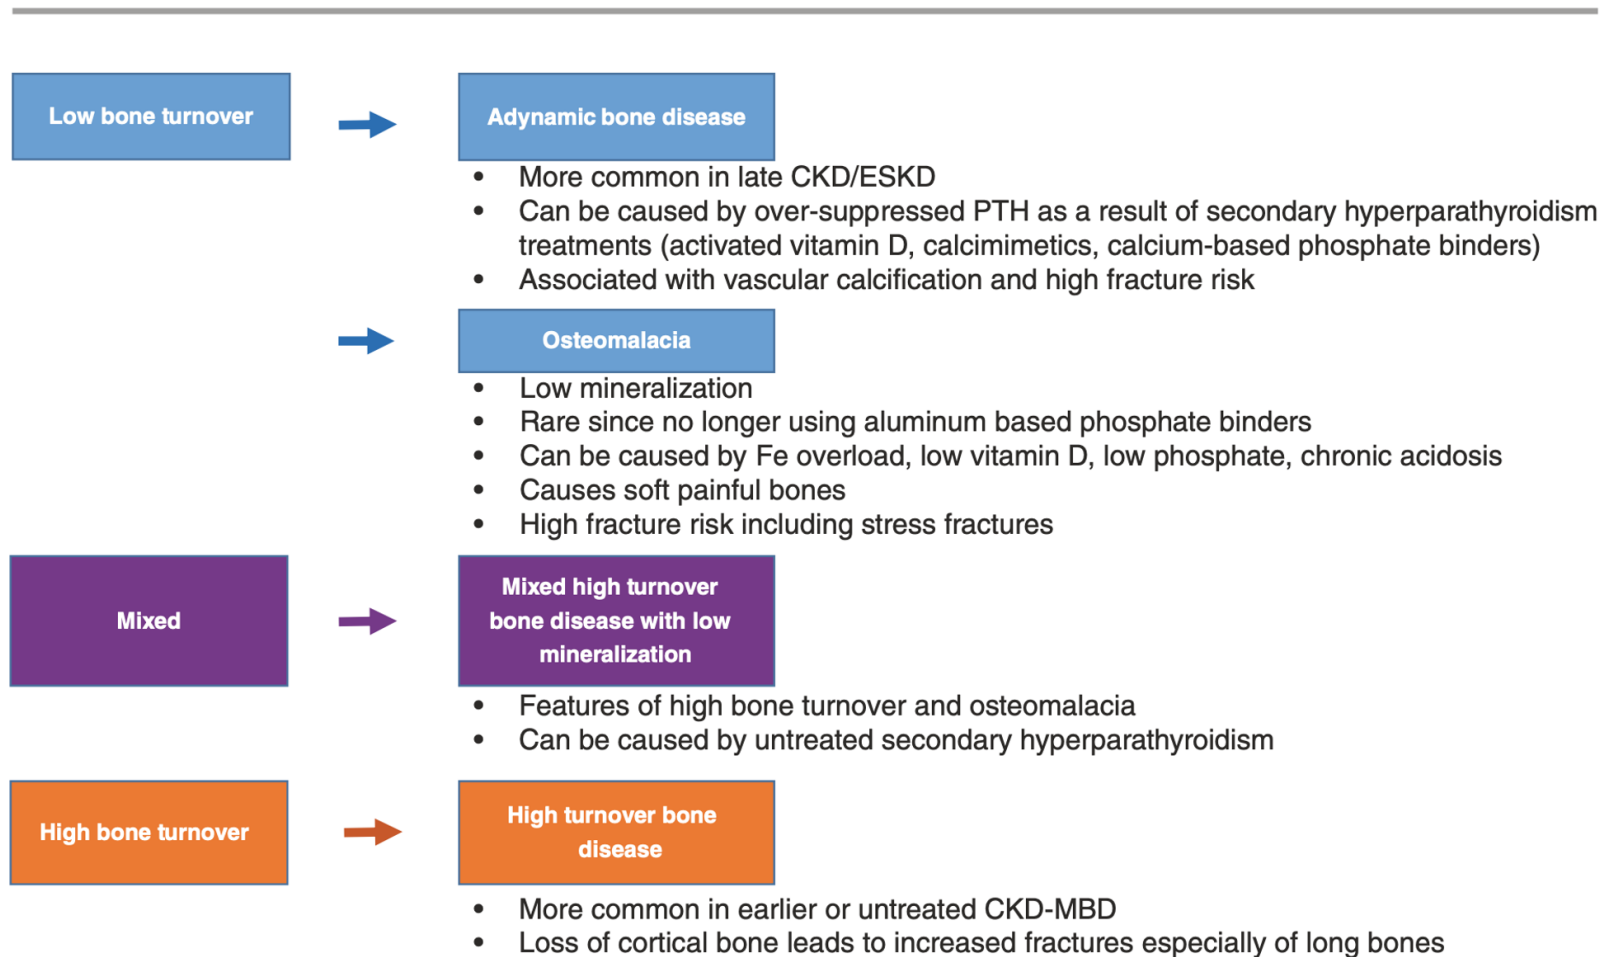 Low bone turnover
Adynamic bone disease
• More common in late CKD/ESKD
• Can be caused by over-suppressed PTH as a result of secondary hyperparathyroidism
treatments (activated vitamin D, calcimimetics, calcium-based phosphate binders)
• Associated with vascular calcification and high fracture risk
Osteomalacia
• Low mineralization
• Rare since no longer using aluminum based phosphate binders
• Can be caused by Fe overload, low vitamin D, low phosphate, chronic acidosis
• Causes soft painful bones
• High fracture risk including stress fractures
Mixed
Mixed high turnover
bone disease with low
mineralization
• Features of high bone turnover and osteomalacia
• Can be caused by untreated secondary hyperparathyroidism
High bone turnover
High turnover bone
disease
• More common in earlier or untreated CKD-MBD
• Loss of cortical bone leads to increased fractures especially of long bones